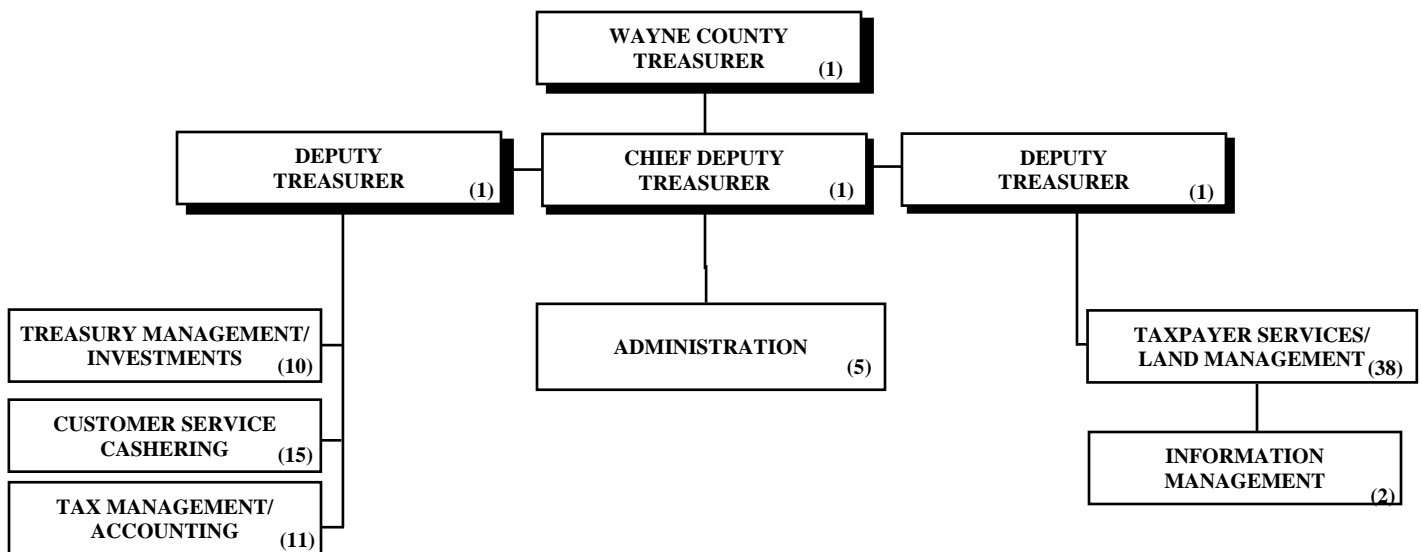 WAYNE COUNTY
TREASURER
(1)
DEPUTY
TREASURER
(1)
CHIEF DEPUTY
TREASURER
(1)
DEPUTY
TREASURER
(1)
TREASURY MANAGEMENT/
INVESTMENTS
(10)
CUSTOMER SERVICE
CASHERING
(15)
TAX MANAGEMENT/
ACCOUNTING
(11)
ADMINISTRATION
(5)
TAXPAYER SERVICES/
LAND MANAGEMENT
(38)
INFORMATION
MANAGEMENT
(2)